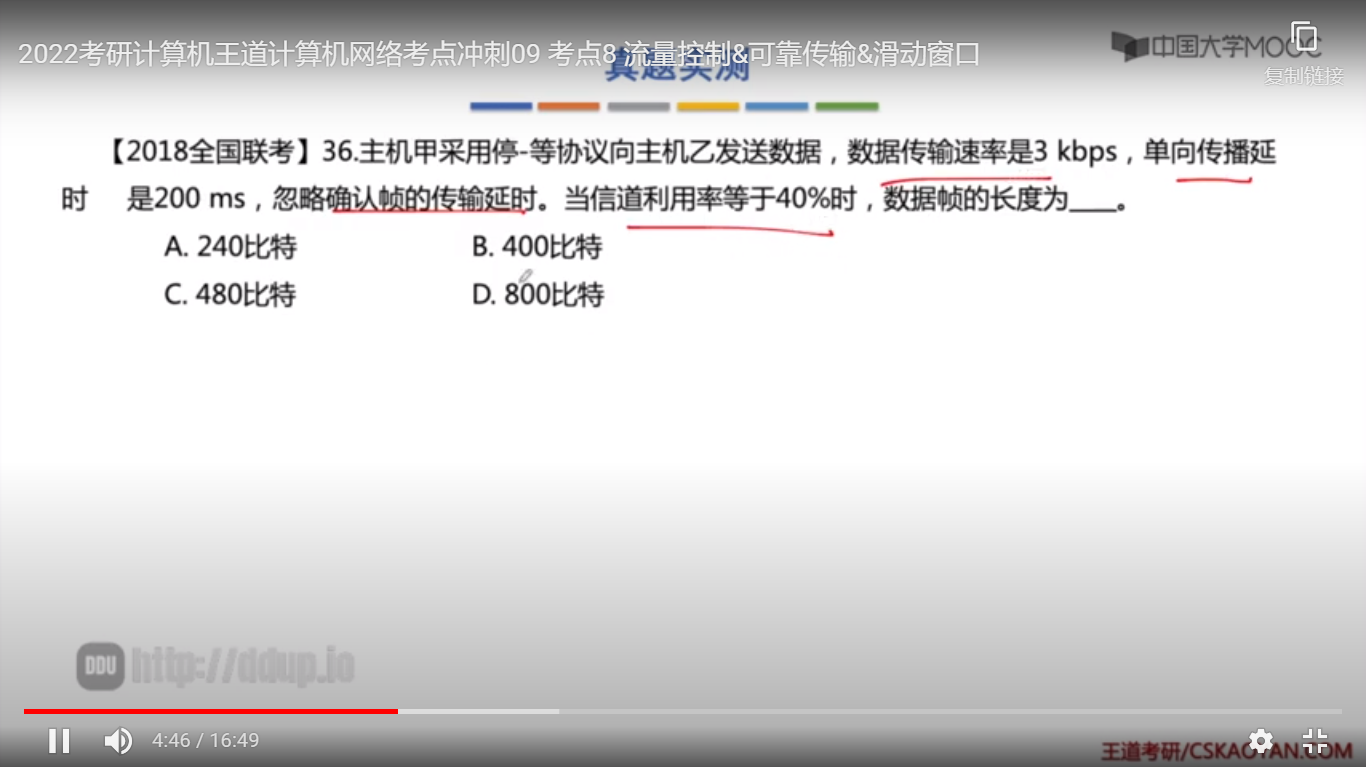 2022考研计算机王道计算机网络考点冲刺09 考点8 流量控制&可靠传输&滑动窗口
中国大学MOOC
复制链接
真题实测
【2018全国联考】36.主机甲采用停-等协议向主机乙发送数据，数据传输速率是3 kbps，单向传播延
时 是200 ms，忽略确认帧的传输延时。当信道利用率等于40%时，数据帧的长度为____。
A. 240比特 B. 400比特
C. 480比特 D. 800比特
DDU http://ddup.io
4:46 / 16:49
王道考研/CSKAOYAN.COM